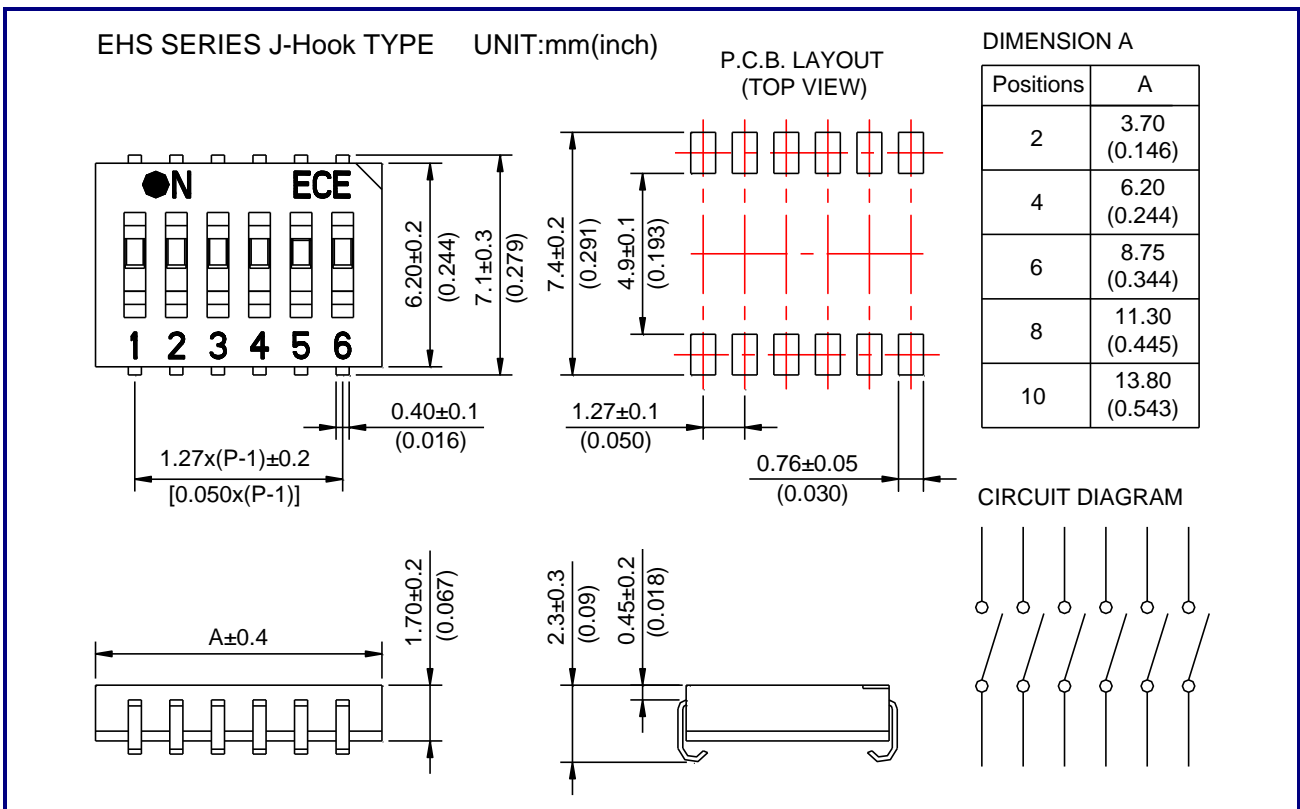 EHS SERIES J-Hook TYPE UNIT:mm(inch)
P.C.B. LAYOUT
(TOP VIEW)
DIMENSION A
Positions A
2 3.70
(0.146)
4 6.20
(0.244)
6 8.75
(0.344)
8 11.30
(0.445)
10 13.80
(0.543)
ON ECE
1 2 3 4 5 6
6.20±0.2
(0.244)
7.1±0.3
(0.279)
7.4±0.2
(0.291)
4.9±0.1
(0.193)
0.40±0.1
(0.016)
1.27x(P-1)±0.2
[0.050x(P-1)]
1.27±0.1
(0.050)
0.76±0.05
(0.030)
CIRCUIT DIAGRAM
A±0.4
1.70±0.2
(0.067)
2.3±0.3
(0.09)
0.45±0.2
(0.018)